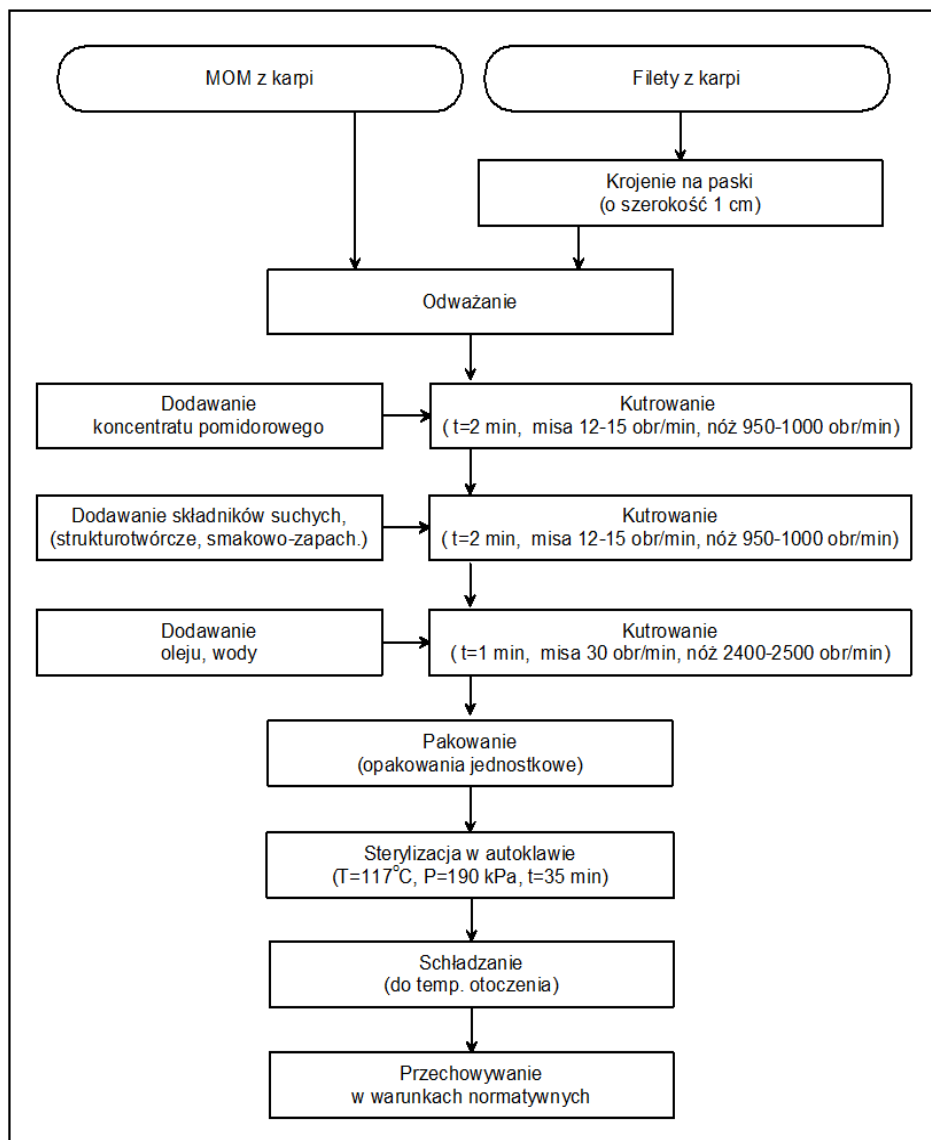 MOM z karpi
Filety z karpi
Krojenie na paski
(o szerokość 1 cm)
Odważanie
Dodawanie
koncentratu pomidorowego
Kutrowanie
( t=2 min, misa 12-15 obr/min, nóż 950-1000 obr/min)
Dodawanie składników suchych,
(strukturotwórcze, smakowo-zapach.)
Kutrowanie
( t=2 min, misa 12-15 obr/min, nóż 950-1000 obr/min)
Dodawanie
oleju, wody
Kutrowanie
( t=1 min, misa 30 obr/min, nóż 2400-2500 obr/min)
Pakowanie
(opakowania jednostkowe)
Sterylizacja w autoklawie
(T=117°C, P=190 kPa, t=35 min)
Schładzanie
(do temp. otoczenia)
Przechowywanie
w warunkach normatywnych